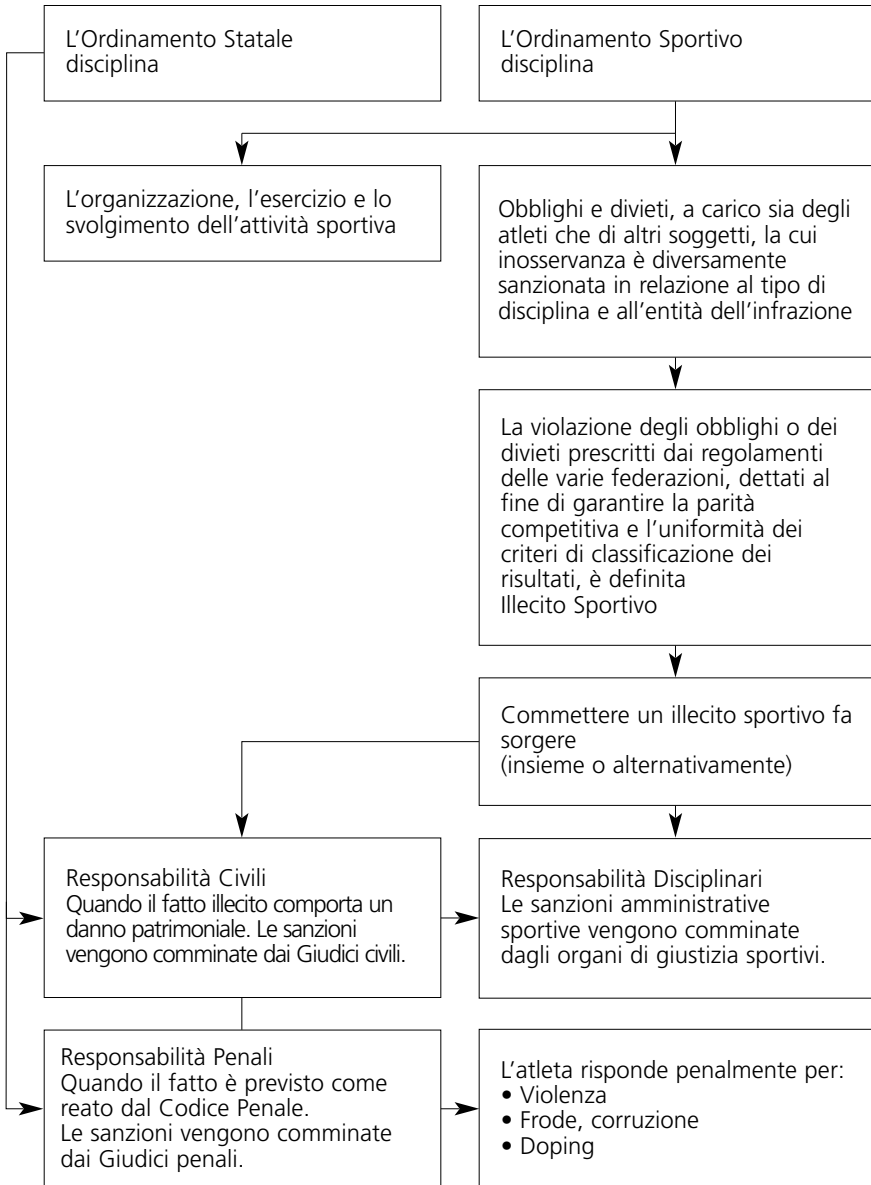 L'Ordinamento Statale
disciplina
L'Ordinamento Sportivo
disciplina
L'organizzazione, l'esercizio e lo
svolgimento dell'attività sportiva
Obblighi e divieti, a carico sia degli
atleti che di altri soggetti, la cui
inosservanza è diversamente
sanzionata in relazione al tipo di
disciplina e all'entità dell'infrazione
La violazione degli obblighi o dei
divieti prescritti dai regolamenti
delle varie federazioni, dettati al
fine di garantire la parità
competitiva e l'uniformità dei
criteri di classificazione dei
risultati, è definita
Illecito Sportivo
Commettere un illecito sportivo fa
sorgere
(insieme o alternativamente)
Responsabilità Civili
Quando il fatto illecito comporta un
danno patrimoniale. Le sanzioni
vengono comminate dai Giudici civili.
Responsabilità Disciplinari
Le sanzioni amministrative
sportive vengono comminate
dagli organi di giustizia sportivi.
Responsabilità Penali
Quando il fatto è previsto come
reato dal Codice Penale.
Le sanzioni vengono comminate
dai Giudici penali.
L'atleta risponde penalmente per:
• Violenza
• Frode, corruzione
• Doping